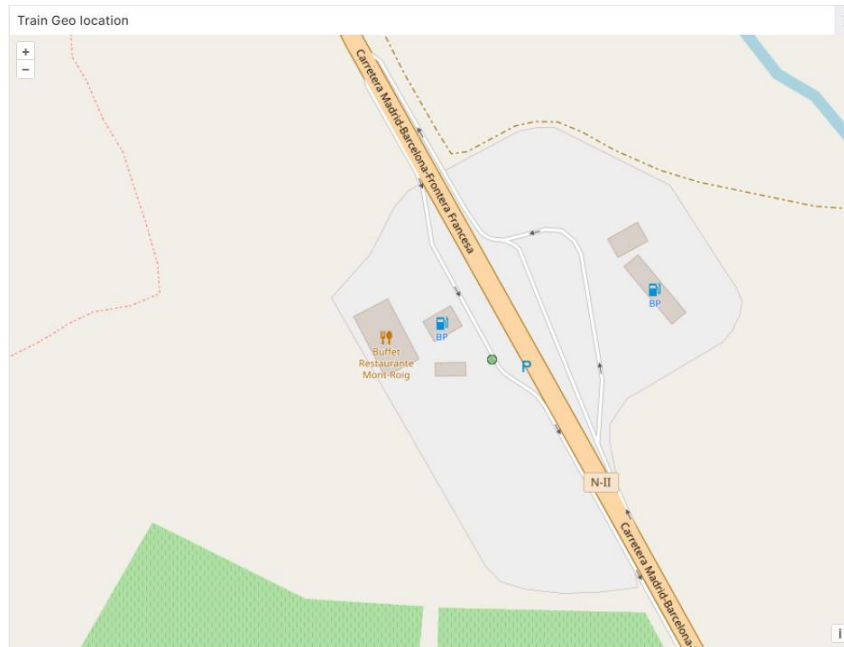 Train Geo location
+
−
Carretera Madrid-Barcelona-Frontera Francesa
BP
BP
Buffet
Restaurante
Mont-Roig
P
N-II
Carretera Madrid-Barcelona-
i